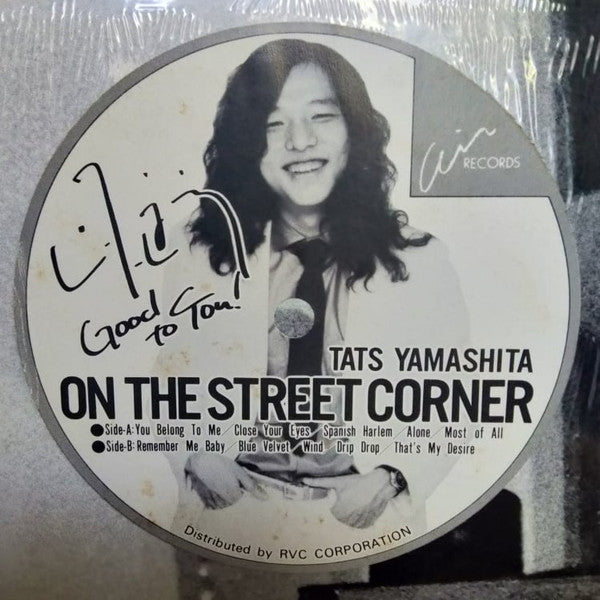 Air
RECORDS
Good
to You!
TATS YAMASHITA
ON THE STREET CORNER
●Side-A:You Belong To Me／Close Your Eyes／Spanish Harlem／Alone／Most of All
●Side-B:Remember Me Baby／Blue Velvet／Wind／Drip Drop／That's My Desire
Distributed by RVC CORPORATION